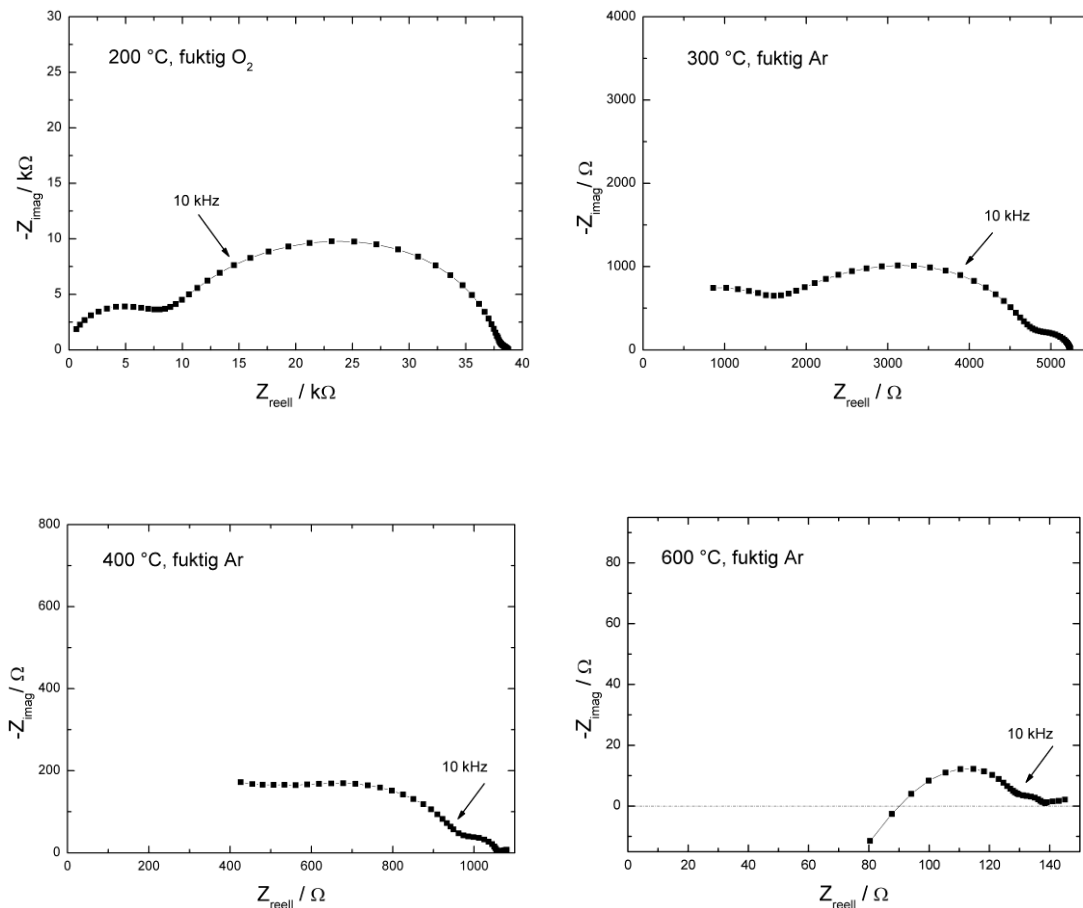 200 °C, fuktig O₂
10 kHz
-Z_imag / kΩ
30
25
20
15
10
5
0
0 5 10 15 20 25 30 35 40
Z_reell / kΩ
300 °C, fuktig Ar
10 kHz
-Z_imag / Ω
4000
3000
2000
1000
0
0 1000 2000 3000 4000 5000
Z_reell / Ω
400 °C, fuktig Ar
10 kHz
-Z_imag / Ω
800
600
400
200
0
0 200 400 600 800 1000
Z_reell / Ω
600 °C, fuktig Ar
10 kHz
-Z_imag / Ω
80
60
40
20
0
0 20 40 60 80 100 120 140
Z_reell / Ω